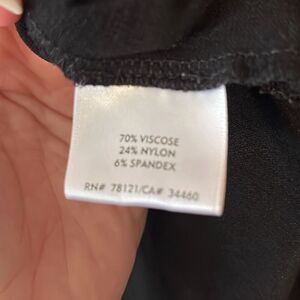 70% VISCOSE
24% NYLON
6% SPANDEX
RN# 78121/CA# 34460